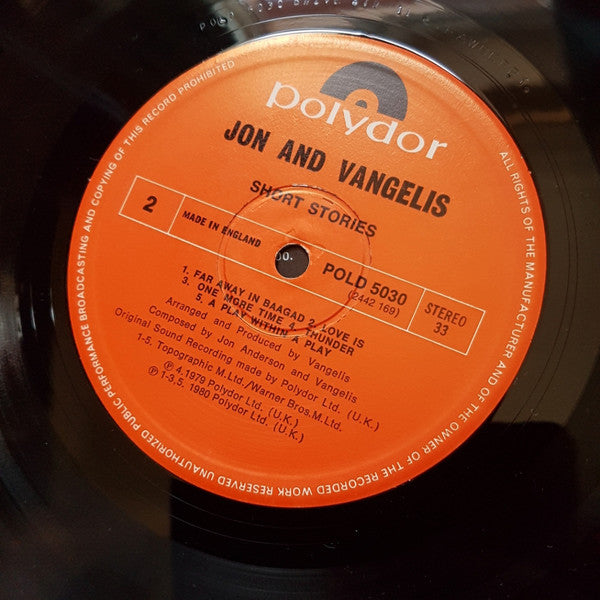 polydor
JON AND VANGELIS
SHORT STORIES
2
MADE IN ENGLAND
POLD 5030
(2442 169)
STEREO
33
1. FAR AWAY IN BAAGAD 2. LOVE IS
3. ONE MORE TIME 4. THUNDER
5. A PLAY WITHIN A PLAY
Arranged and Produced by Vangelis
Composed by Jon Anderson and Vangelis
Original Sound Recording made by Polydor Ltd. (U.K.)
1-5. Topographic M.Ltd./Warner Bros.M.Ltd.
℗ 4.1979 Polydor Ltd. (U.K.)
℗ 1-3,5. 1980 Polydor Ltd. (U.K.)
ALL RIGHTS OF THE MANUFACTURER AND OF THE OWNER OF THE RECORDED WORK RESERVED UNAUTHORIZED PUBLIC PERFORMANCE BROADCASTING AND COPYING OF THIS RECORD PROHIBITED